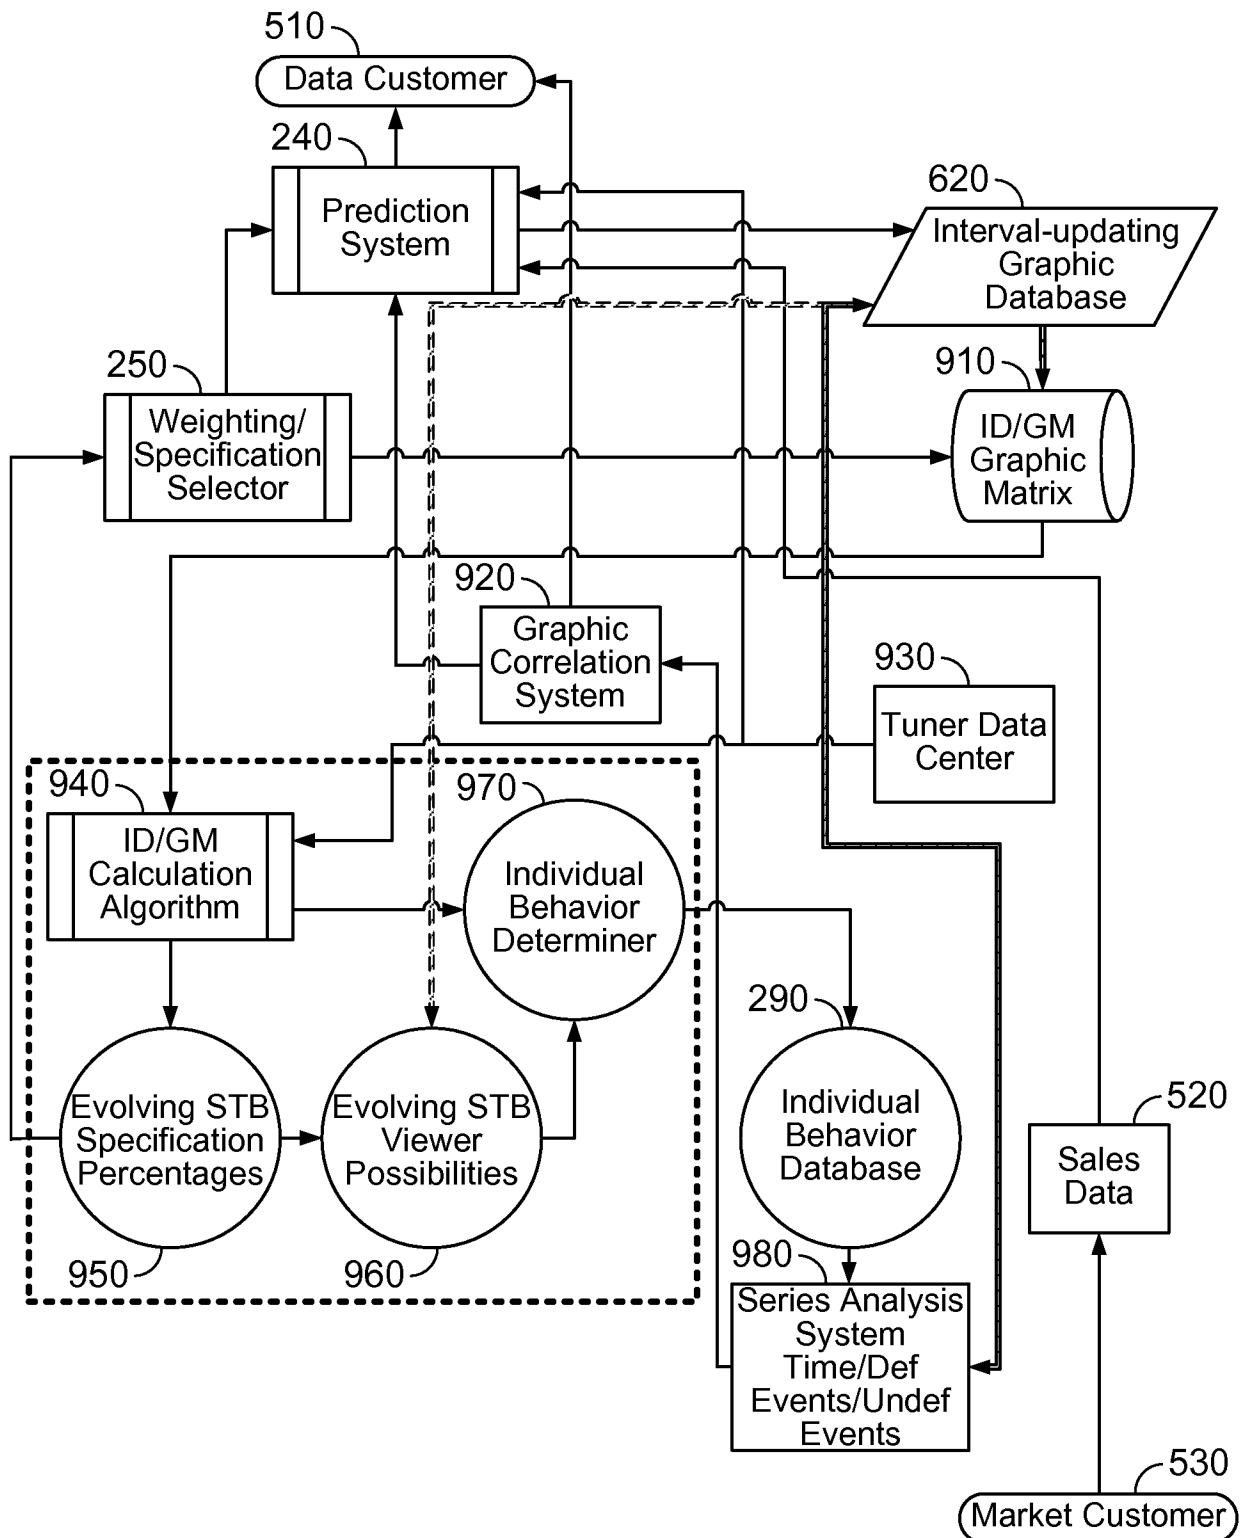 510
Data Customer
240
Prediction
System
620
Interval-updating
Graphic
Database
250
Weighting/
Specification
Selector
910
ID/GM
Graphic
Matrix
920
Graphic
Correlation
System
930
Tuner Data
Center
940
ID/GM
Calculation
Algorithm
970
Individual
Behavior
Determiner
290
Individual
Behavior
Database
Evolving STB
Specification
Percentages
950
Evolving STB
Viewer
Possibilities
960
520
Sales
Data
980
Series Analysis
System
Time/Def
Events/Undef
Events
530
Market Customer